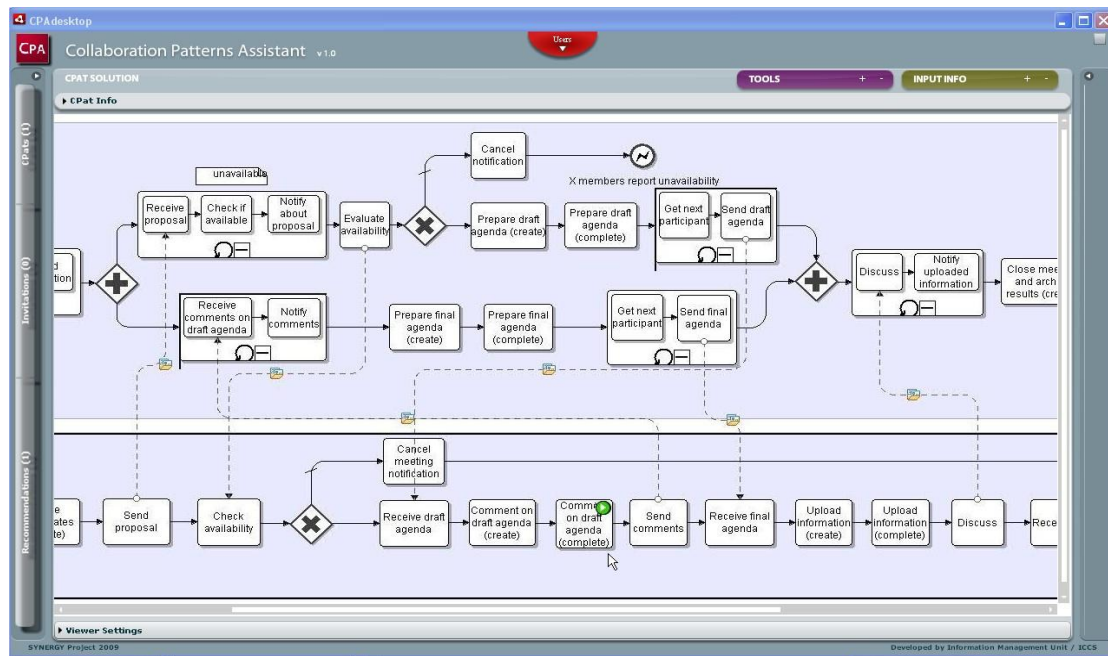 CPAdesktop
CPA
Collaboration Patterns Assistant v 1.0
Users
CPAT SOLUTION
TOOLS + -
INPUT INFO + -
CPat Info
CPats (1)
Invitations (0)
Recommendations (1)
Cancel
notification
unavailable
X members report unavailability
Receive
proposal
Check if
available
Notify
about
proposal
Evaluate
availability
Prepare draft
agenda (create)
Prepare draft
agenda
(complete)
Get next
participant
Send draft
agenda
d
tion
Discuss
Notify
uploaded
information
Close mee
and arch
results (cre
Receive
comments on
draft agenda
Notify
comments
Prepare final
agenda
(create)
Prepare final
agenda
(complete)
Get next
participant
Send final
agenda
Cancel
meeting
notification
e
ates
te)
Send
proposal
Check
availability
Receive draft
agenda
Comment on
draft agenda
(create)
Comme
on draft
agenda
(complete)
Send
comments
Receive final
agenda
Upload
information
(create)
Upload
information
(complete)
Discuss
Rece
Viewer Settings
SYNERGY Project 2009
Developed by Information Management Unit / ICCS